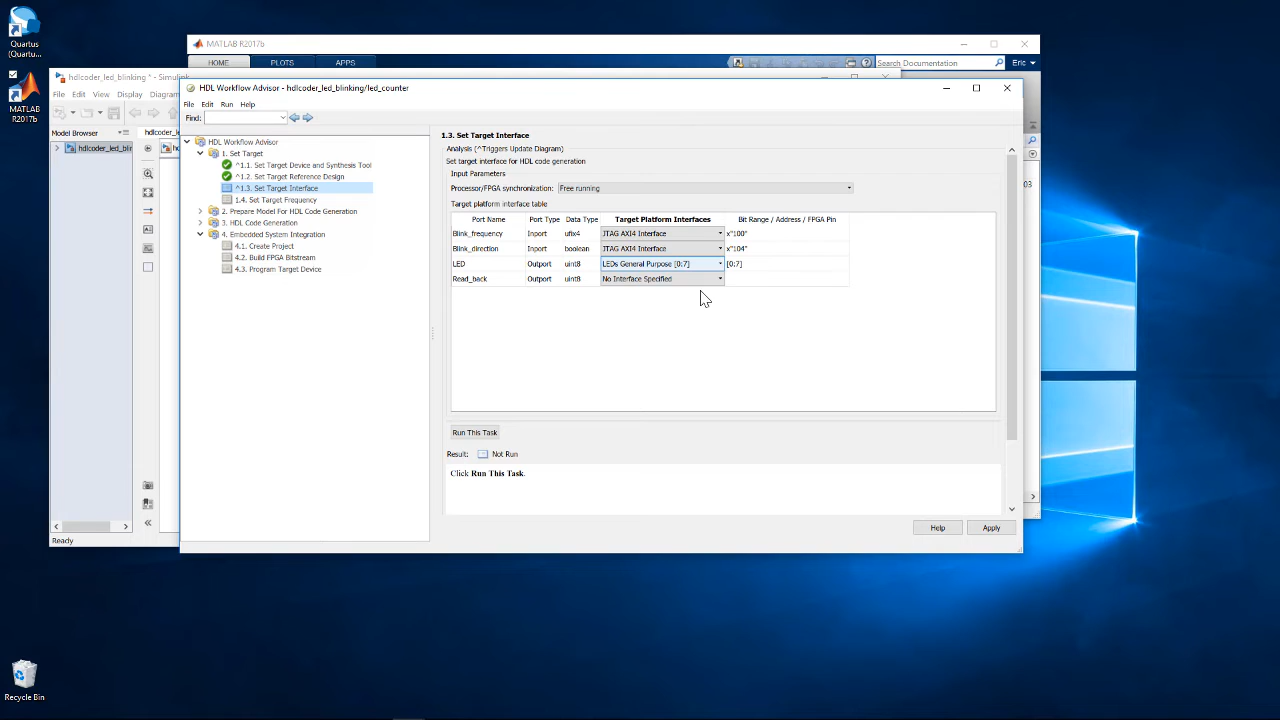 Quartus
(Quartu...
MATLAB
R2017b
Recycle Bin
MATLAB R2017b
HOME
PLOTS
APPS
Search Documentation
Eric
hdlcoder_led_blinking * - Simulink
File Edit View Display Diagram
Model Browser
hdlcoder_le
hdlcoder_led_blin
Ready
HDL Workflow Advisor - hdlcoder_led_blinking/led_counter
File Edit Run Help
Find:
HDL Workflow Advisor
1. Set Target
^1.1. Set Target Device and Synthesis Tool
^1.2. Set Target Reference Design
^1.3. Set Target Interface
1.4. Set Target Frequency
2. Prepare Model For HDL Code Generation
3. HDL Code Generation
4. Embedded System Integration
4.1. Create Project
4.2. Build FPGA Bitstream
4.3. Program Target Device
1.3. Set Target Interface
Analysis (^Triggers Update Diagram)
Set target interface for HDL code generation
Input Parameters
Processor/FPGA synchronization: Free running
Target platform interface table
Port Name Port Type Data Type Target Platform Interfaces Bit Range / Address / FPGA Pin
Blink_frequency Inport ufix4 JTAG AXI4 Interface x"100"
Blink_direction Inport boolean JTAG AXI4 Interface x"104"
LED Outport uint8 LEDs General Purpose [0:7] [0:7]
Read_back Outport uint8 No Interface Specified
Run This Task
Result: Not Run
Click Run This Task.
Help Apply
03